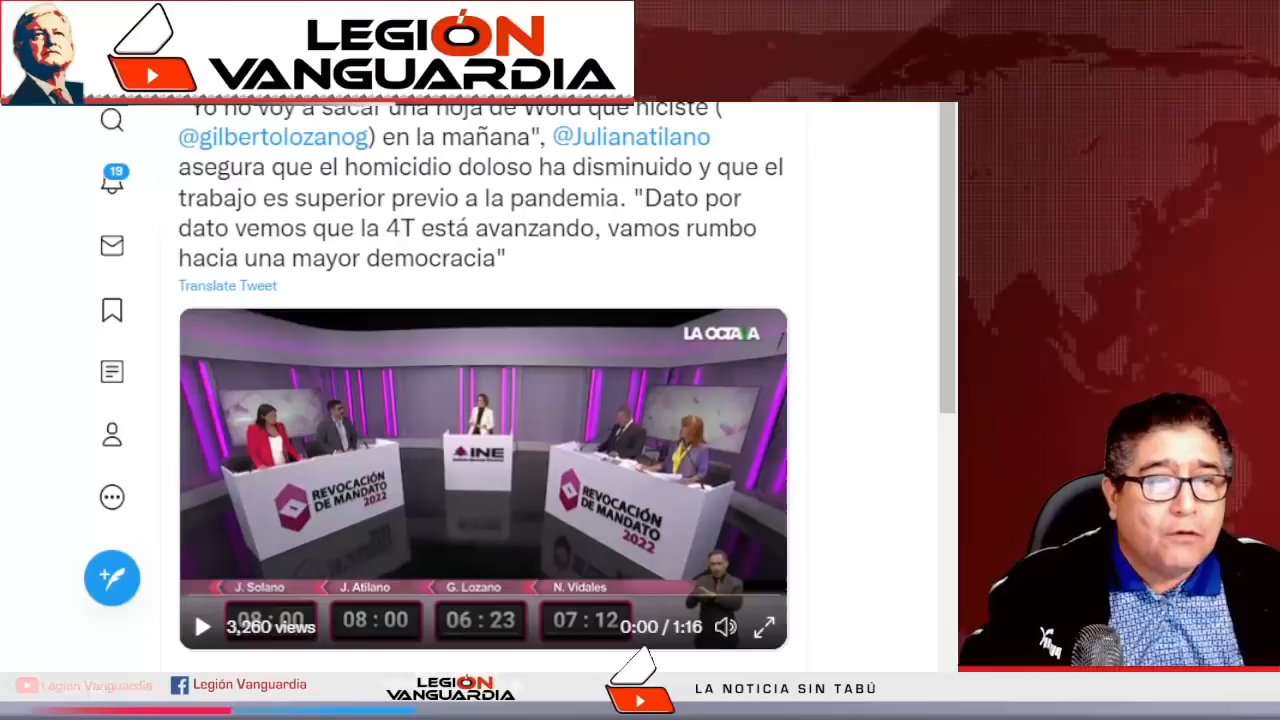 LEGIÓN
VANGUARDIA
"Yo no voy a sacar una hoja de Word que hiciste (
@gilbertolozanog) en la mañana", @Julianatilano
asegura que el homicidio doloso ha disminuido y que el
trabajo es superior previo a la pandemia. "Dato por
dato vemos que la 4T está avanzando, vamos rumbo
hacia una mayor democracia"
Translate Tweet
19
LA OCTAVA
INE
REVOCACIÓN
DE MANDATO
2022
REVOCACIÓN
DE MANDATO
2022
J. Solano J. Atilano G. Lozano N. Vidales
08:00 08:00 06:23 07:12
3,260 views 0:00 / 1:16
Legión Vanguardia Legión Vanguardia
LEGIÓN
VANGUARDIA
LA NOTICIA SIN TABÚ